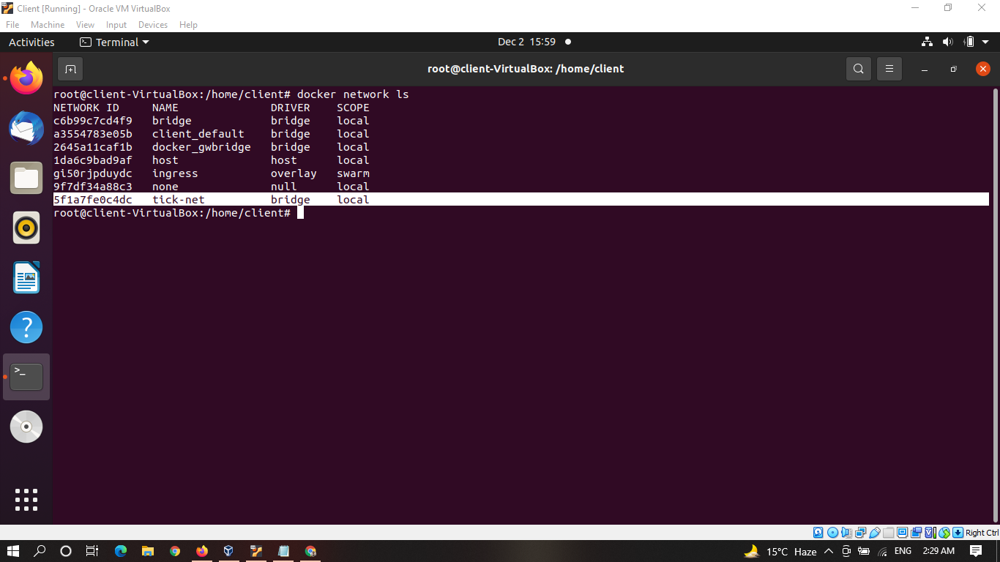 Client [Running] - Oracle VM VirtualBox
File Machine View Input Devices Help
Activities Terminal Dec 2 15:59
root@client-VirtualBox: /home/client
root@client-VirtualBox:/home/client# docker network ls
NETWORK ID NAME DRIVER SCOPE
c6b99c7cd4f9 bridge bridge local
a3554783e05b client_default bridge local
2645a11caf1b docker_gwbridge bridge local
1da6c9bad9af host host local
gi50rjpduydc ingress overlay swarm
9f7df34a88c3 none null local
5f1a7fe0c4dc tick-net bridge local
root@client-VirtualBox:/home/client#
Right Ctrl
15°C Haze ENG 2:29 AM